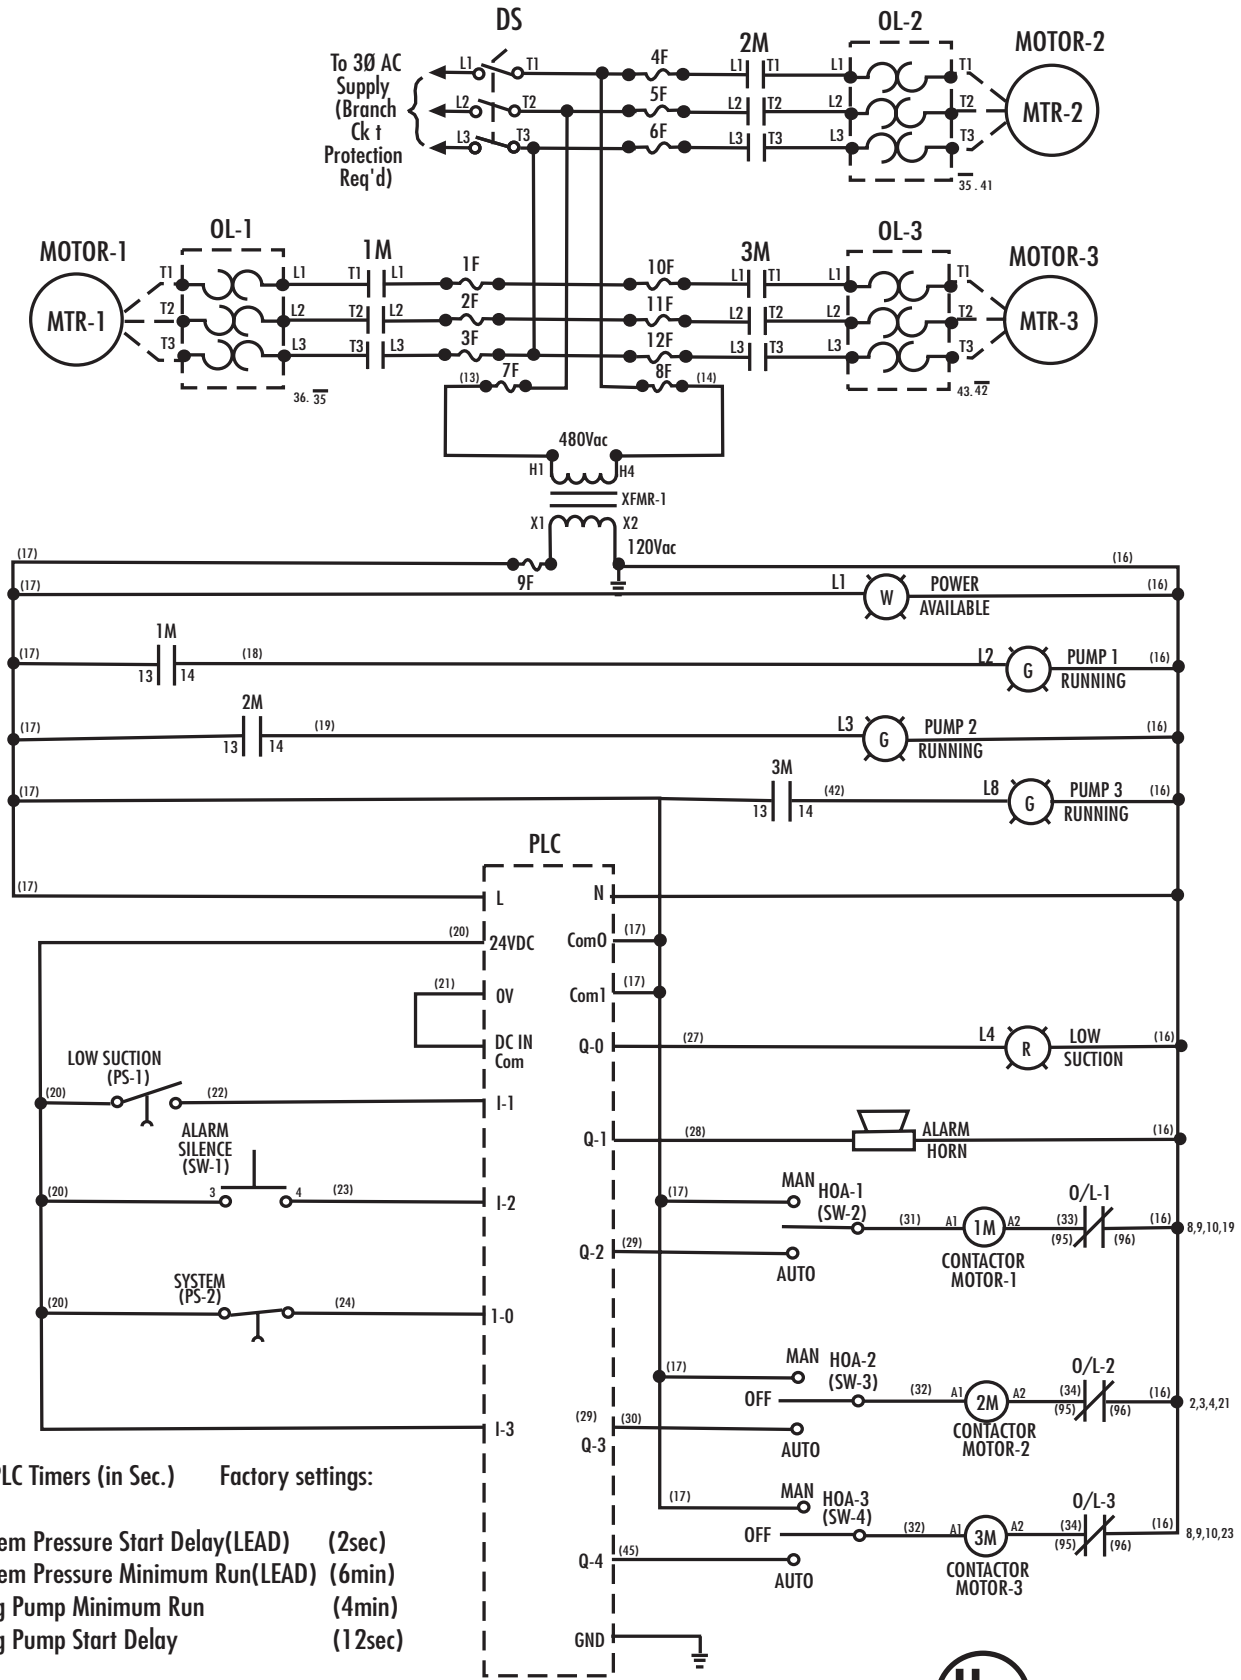 DS
OL-2
To 3Ø AC
Supply
(Branch
Ck t
Protection
Req'd)
L1 T1 4F L1 2M T1 L1 T1 MOTOR-2
L2 T2 5F L2 T2 L2 T2 MTR-2
L3 T3 6F L3 T3 L3 T3
35 . 41
MOTOR-1 OL-1 1M 3M OL-3 MOTOR-3
T1 L1 T1 L1 1F 10F L1 T1 L1 T1
MTR-1 T2 L2 T2 L2 2F 11F L2 T2 L2 T2 MTR-3
T3 L3 T3 L3 3F 12F L3 T3 L3 T3
36. 35 (13) 7F 8F (14) 43. 42
480Vac
H1 H4
XFMR-1
X1 X2
120Vac
(17) 9F (16)
(17) L1 W POWER (16)
AVAILABLE
1M
(17) 13 14 (18) L2 G PUMP 1 (16)
RUNNING
2M
(17) 13 14 (19) L3 G PUMP 2 (16)
RUNNING
3M
(17) 13 14 (42) L8 G PUMP 3 (16)
RUNNING
PLC
(17) L N
(20) 24VDC Com0 (17)
(21) 0V Com1 (17)
DC IN
Com
Q-0 (27) L4 R LOW (16)
SUCTION
LOW SUCTION
(PS-1)
(20) (22) I-1
Q-1 (28) ALARM (16)
HORN
ALARM
SILENCE
(SW-1)
(20) 3 4 (23) I-2
(17) MAN HOA-1
(SW-2) (31) A1 1M A2 (33) O/L-1 (16) 8,9,10,19
(95) (96)
Q-2 (29) AUTO
CONTACTOR
MOTOR-1
SYSTEM
(PS-2)
(20) (24) 1-0
(17) MAN HOA-2
(SW-3)
OFF (32) A1 2M A2 (34) O/L-2 (16) 2,3,4,21
(95) (96)
I-3 (29) (30)
Q-3 AUTO
CONTACTOR
MOTOR-2
(17) MAN HOA-3
(SW-4)
OFF (32) A1 3M A2 (34) O/L-3 (16) 8,9,10,23
(95) (96)
Q-4 (45) AUTO
CONTACTOR
MOTOR-3
GND
PLC Timers (in Sec.) Factory settings:
em Pressure Start Delay(LEAD) (2sec)
em Pressure Minimum Run(LEAD) (6min)
g Pump Minimum Run (4min)
g Pump Start Delay (12sec)